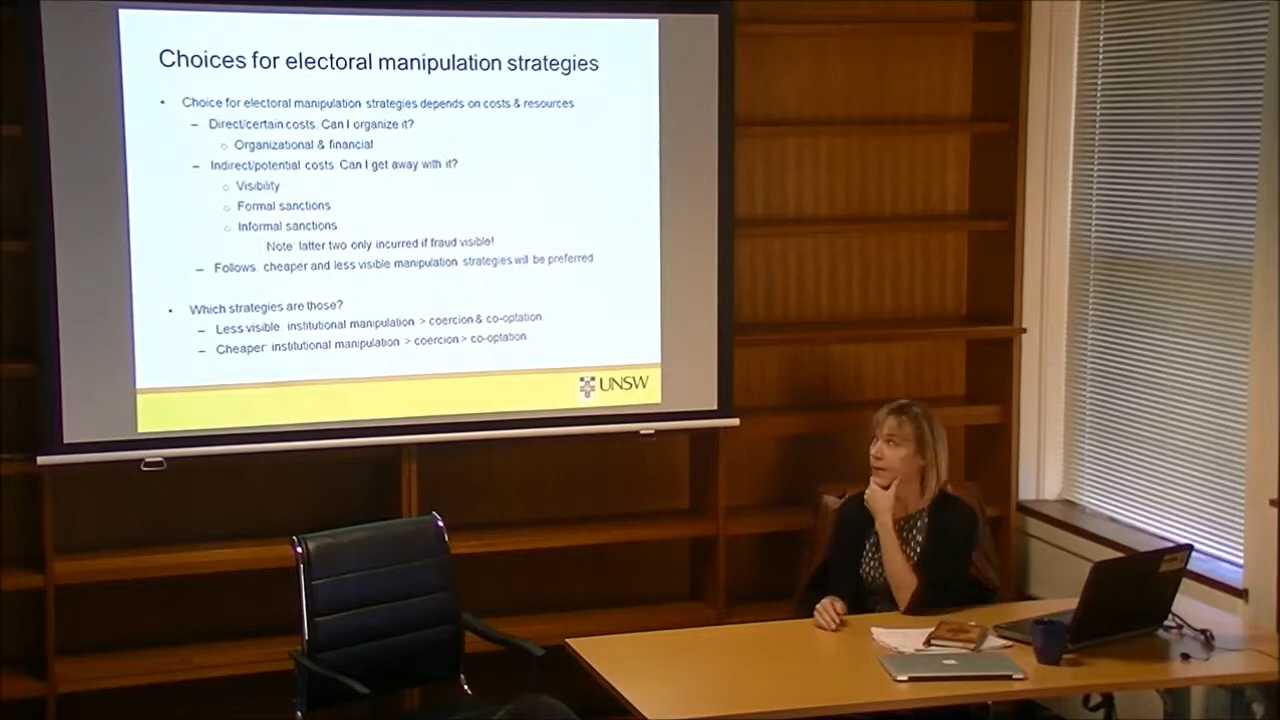 Choices for electoral manipulation strategies
• Choice for electoral manipulation strategies depends on costs & resources
– Direct/certain costs. Can I organize it?
○ Organizational & financial
– Indirect/potential costs. Can I get away with it?
○ Visibility
○ Formal sanctions
○ Informal sanctions
Note: latter two only incurred if fraud visible!
– Follows: cheaper and less visible manipulation strategies will be preferred
• Which strategies are those?
– Less visible: institutional manipulation > coercion & co-optation
– Cheaper: institutional manipulation > coercion > co-optation
UNSW